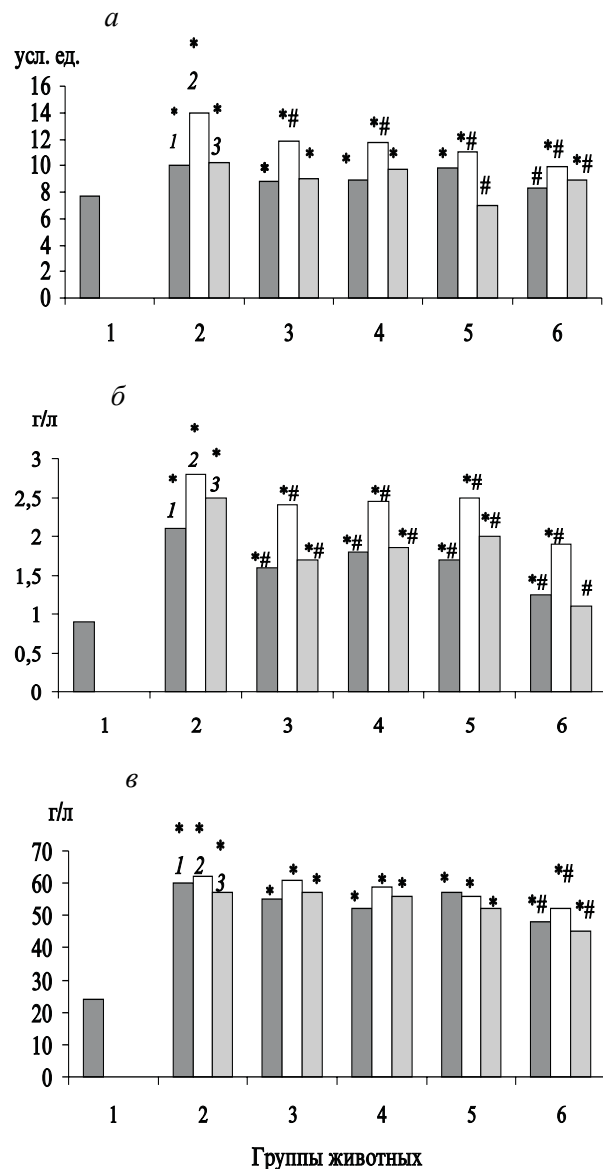 а
усл. ед.
*
2
* *
1 3
*# *# *# *#
* * * * * # # *#
16
14
12
10
8
6
4
2
0
1 2 3 4 5 6
б
г/л
*
2
* *
1 3
*# *# *# *#
*# *# *# *# *# *# *# #
3
2,5
2
1,5
1
0,5
0
1 2 3 4 5 6
в
г/л
* * *
1 2 3
* * * * * * * * * *# *# *#
70
60
50
40
30
20
10
0
1 2 3 4 5 6
Группы животных